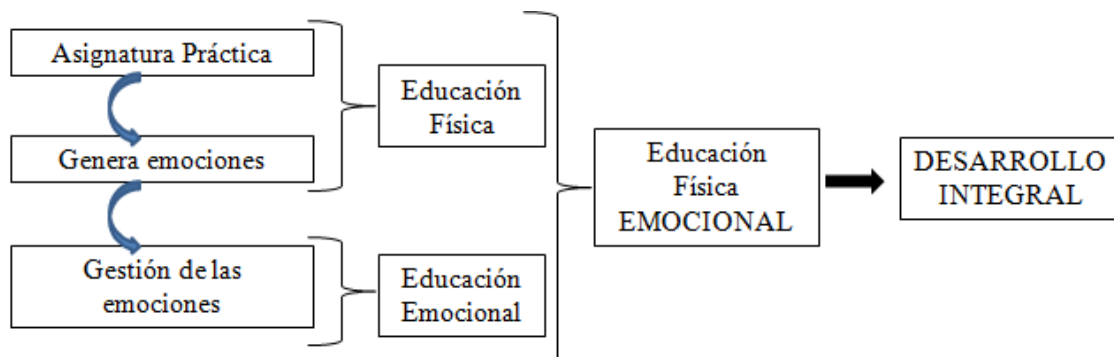 Asignatura Práctica
Genera emociones
Gestión de las
emociones
Educación
Física
Educación
Emocional
Educación
Física
EMOCIONAL
DESARROLLO
INTEGRAL